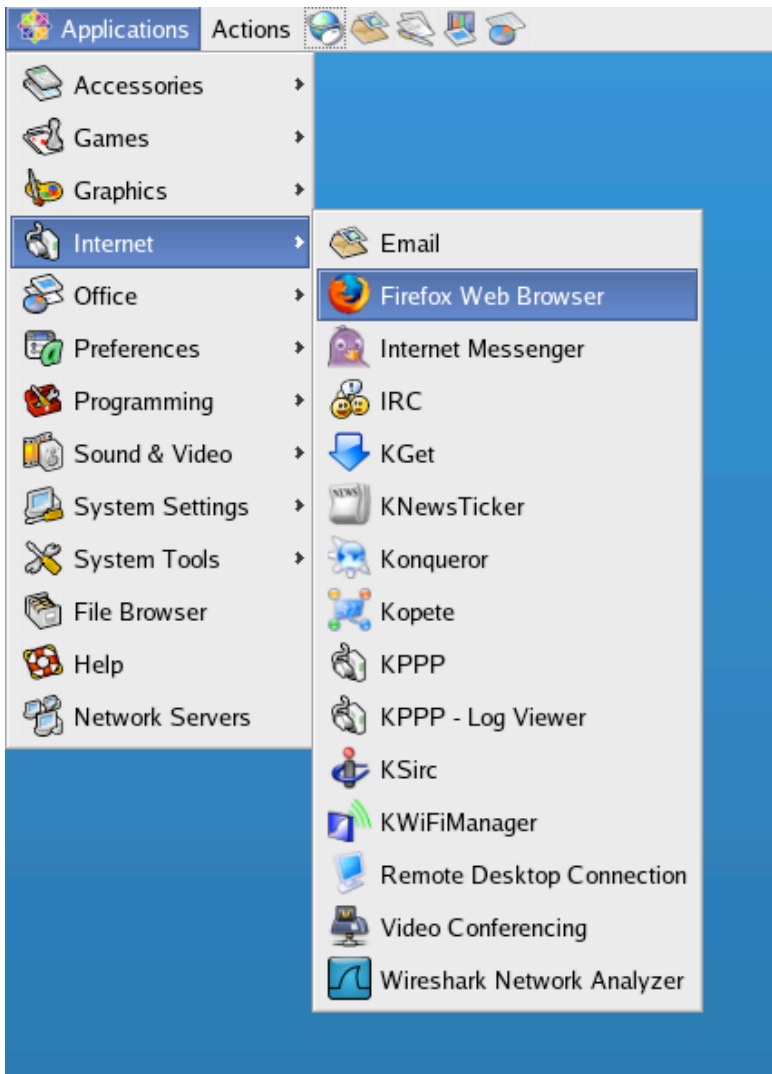 Applications Actions
Accessories
Games
Graphics
Internet
Office
Preferences
Programming
Sound & Video
System Settings
System Tools
File Browser
Help
Network Servers
Email
Firefox Web Browser
Internet Messenger
IRC
KGet
NEWS
KNewsTicker
Konqueror
Kopete
KPPP
KPPP - Log Viewer
KSirc
KWiFiManager
Remote Desktop Connection
Video Conferencing
Wireshark Network Analyzer